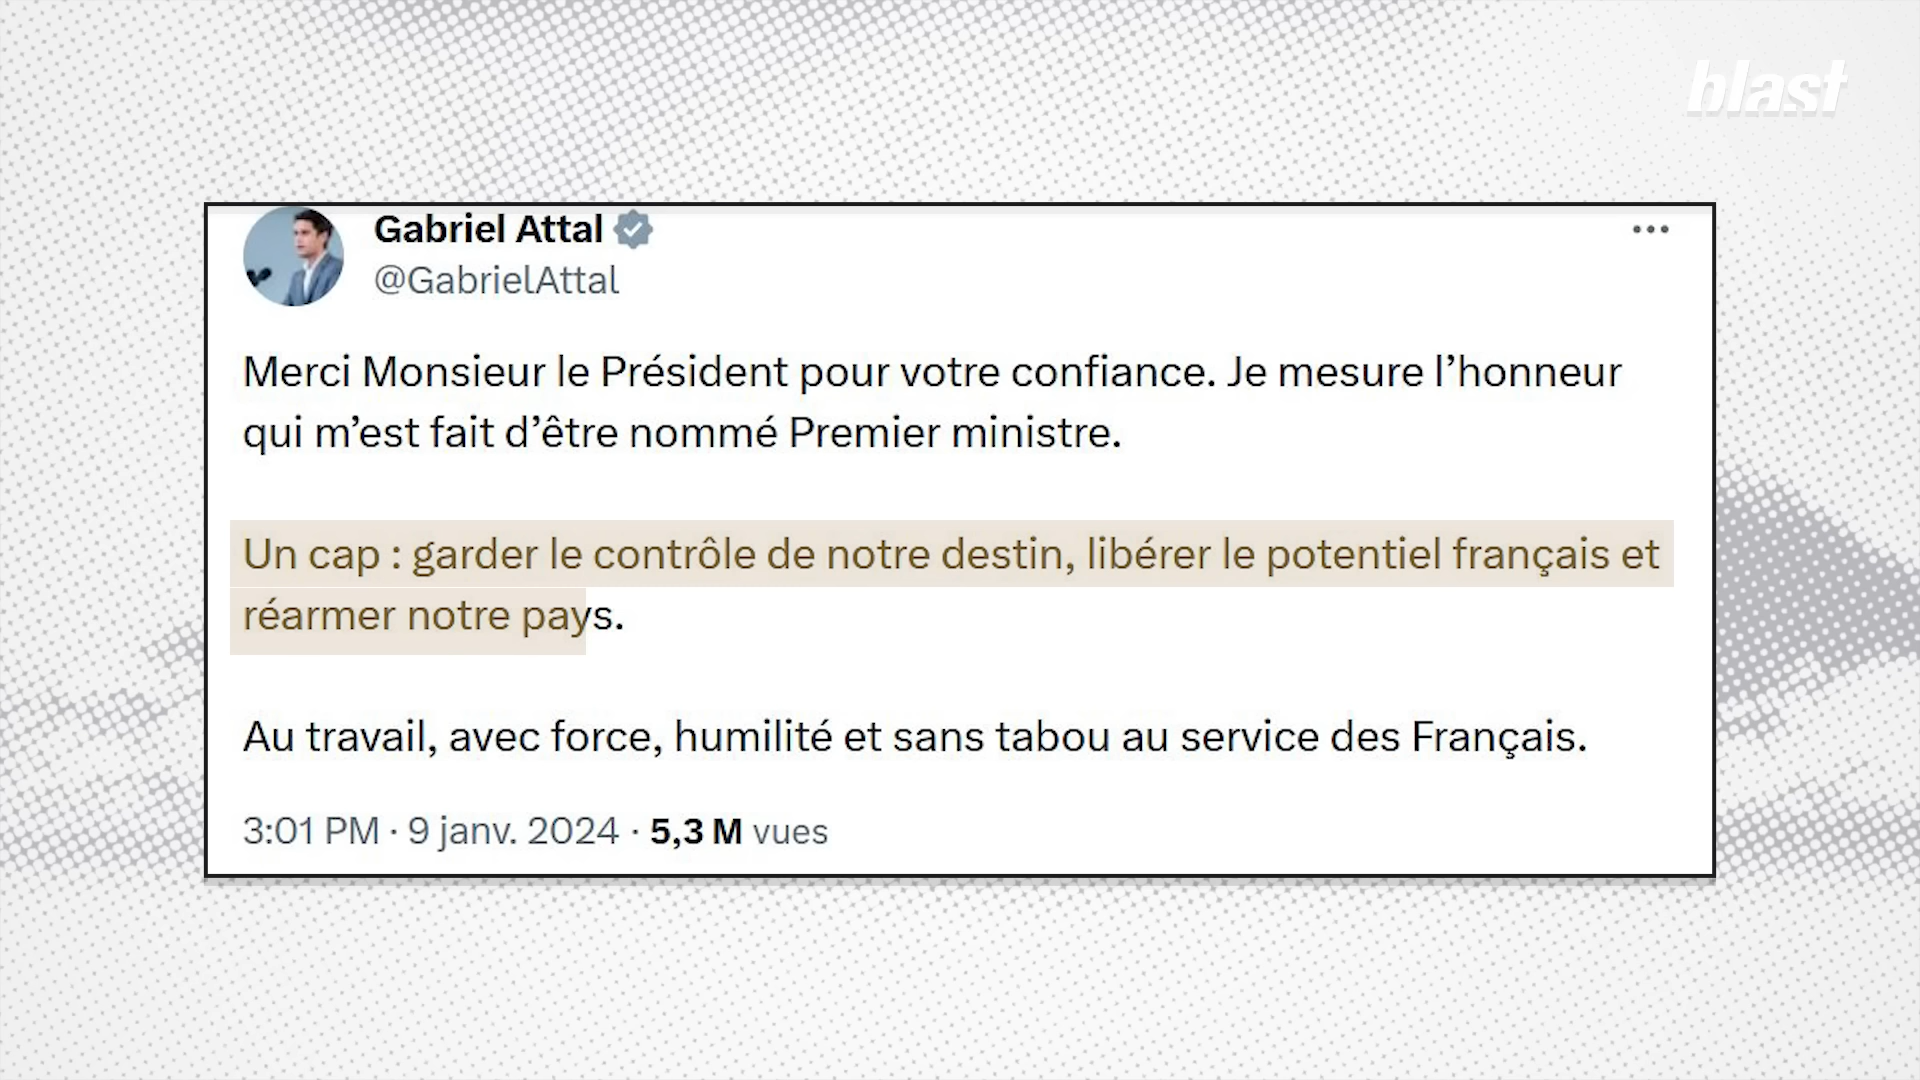 blast
Gabriel Attal
@GabrielAttal
Merci Monsieur le Président pour votre confiance. Je mesure l’honneur
qui m’est fait d’être nommé Premier ministre.
Un cap : garder le contrôle de notre destin, libérer le potentiel français et
réarmer notre pays.
Au travail, avec force, humilité et sans tabou au service des Français.
3:01 PM · 9 janv. 2024 · 5,3 M vues